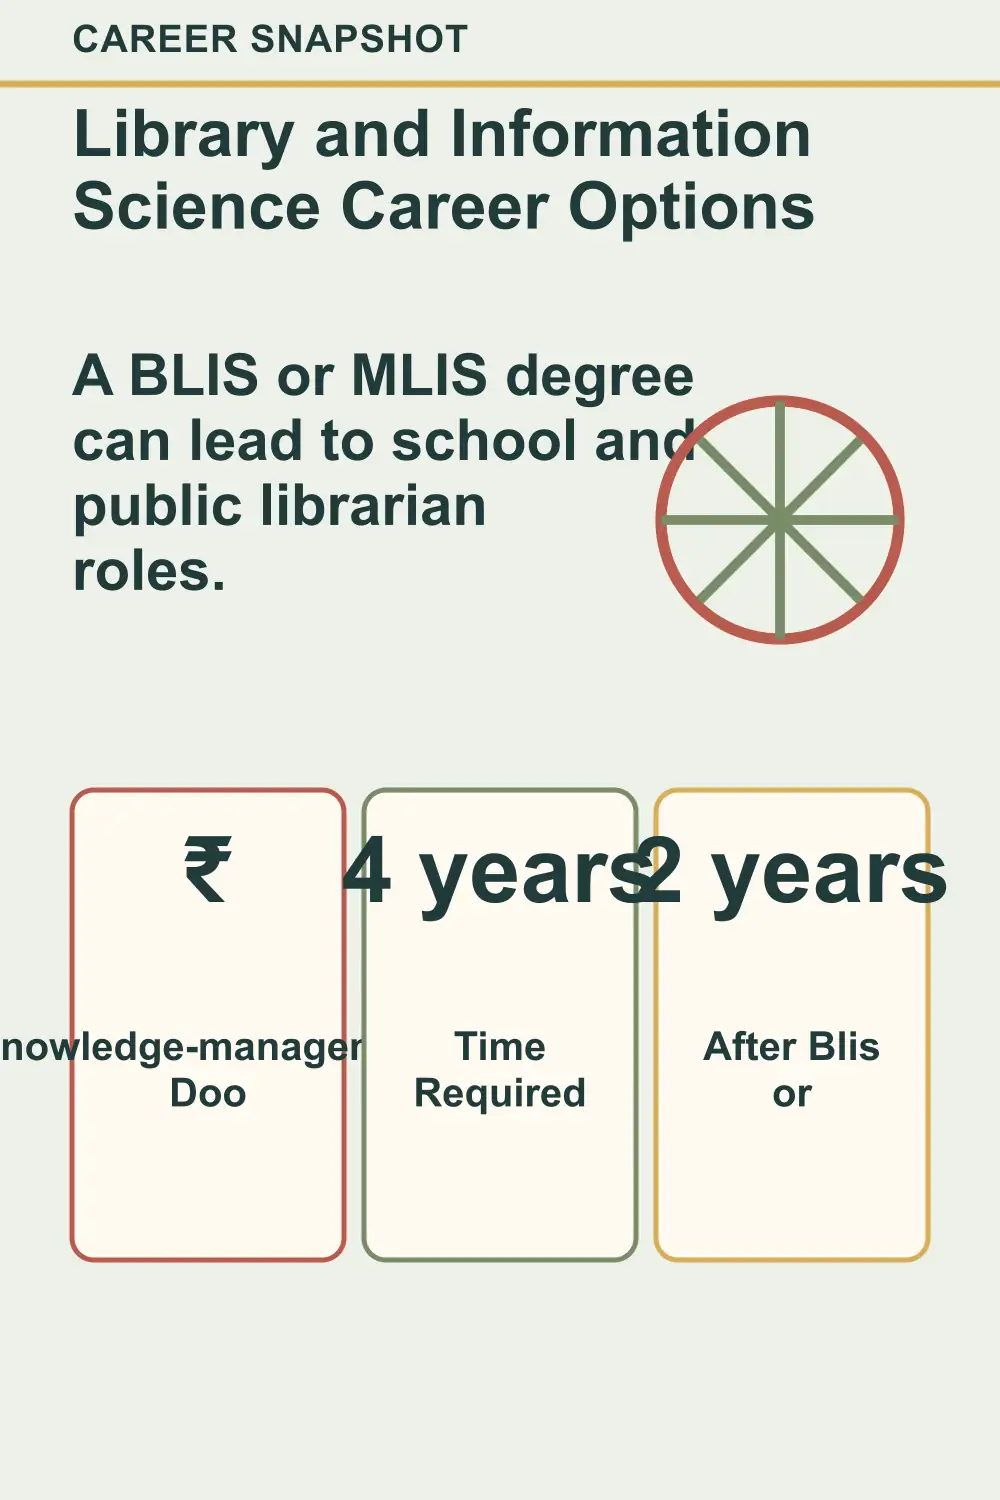 CAREER SNAPSHOT
Library and Information
Science Career Options
A BLIS or MLIS degree
can lead to school and
public librarian
roles.
₹
4 years
2 years
nowledge-manager
Doo
Time
Required
After Blis
or